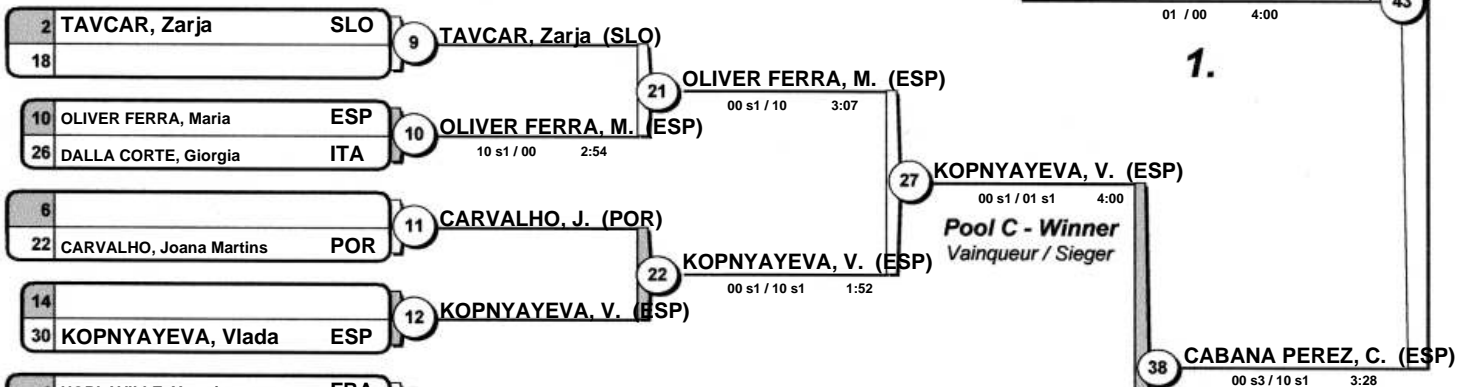 43
01 / 00 4:00
1.
2 TAVCAR, Zarja SLO
18
9 TAVCAR, Zarja (SLO)
21 OLIVER FERRA, M. (ESP)
00 s1 / 10 3:07
10 OLIVER FERRA, Maria ESP
26 DALLA CORTE, Giorgia ITA
10 OLIVER FERRA, M. (ESP)
10 s1 / 00 2:54
27 KOPNYAYEVA, V. (ESP)
00 s1 / 01 s1 4:00
Pool C - Winner
Vainqueur / Sieger
6
22 CARVALHO, Joana Martins POR
11 CARVALHO, J. (POR)
22 KOPNYAYEVA, V. (ESP)
00 s1 / 10 s1 1:52
14
30 KOPNYAYEVA, Vlada ESP
12 KOPNYAYEVA, V. (ESP)
38 CABANA PEREZ, C. (ESP)
00 s3 / 10 s1 3:28
FRA